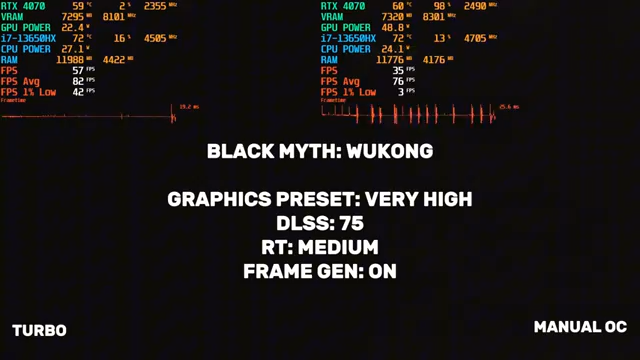 RTX 4070 59 °C 2 % 2355 MHz
VRAM 7295 MB 8101 MHz
GPU POWER 22.4 W
i7-13650HX 72 °C 16 % 4505 MHz
CPU POWER 27.1 W
RAM 11988 MB 4422 MB
FPS 57 FPS
FPS Avg 82 FPS
FPS 1% Low 42 FPS
Frametime
19.2 ms
RTX 4070 60 °C 98 % 2490 MHz
VRAM 7320 MB 8301 MHz
GPU POWER 48.8 W
i7-13650HX 72 °C 13 % 4705 MHz
CPU POWER 24.1 W
RAM 11776 MB 4176 MB
FPS 35 FPS
FPS Avg 76 FPS
FPS 1% Low 3 FPS
Frametime
25.6 ms
BLACK MYTH: WUKONG
GRAPHICS PRESET: VERY HIGH
DLSS: 75
RT: MEDIUM
FRAME GEN: ON
TURBO
MANUAL OC